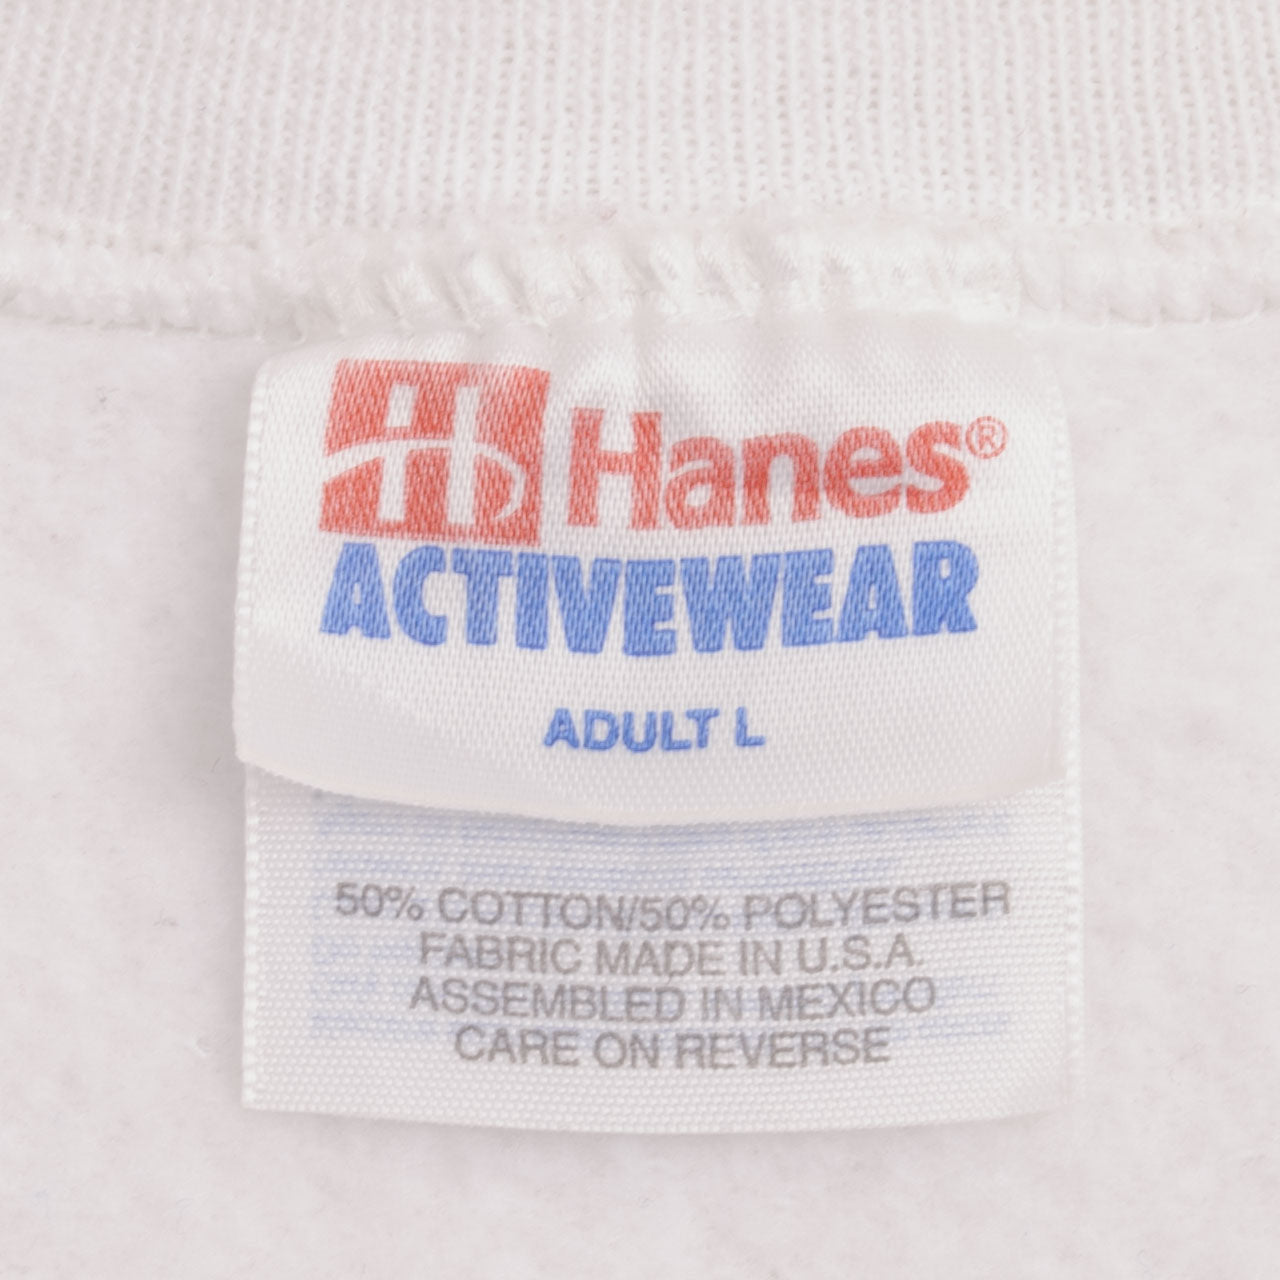 Hanes®
ACTIVEWEAR
ADULT L
50% COTTON/50% POLYESTER
FABRIC MADE IN U.S.A.
ASSEMBLED IN MEXICO
CARE ON REVERSE